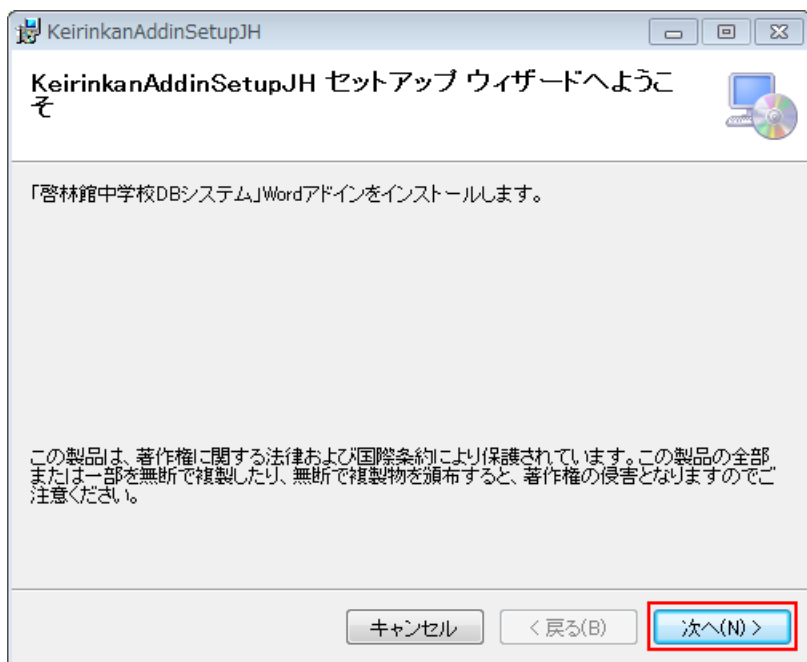 KeirinkanAddinSetupJH
KeirinkanAddinSetupJH セットアップ ウィザードへようこ
そ
「啓林館中学校DBシステム」Wordアドインをインストールします。
この製品は、著作権に関する法律および国際条約により保護されています。この製品の全部
または一部を無断で複製したり、無断で複製物を頒布すると、著作権の侵害となりますのでご
注意ください。
キャンセル < 戻る(B) 次へ(N) >